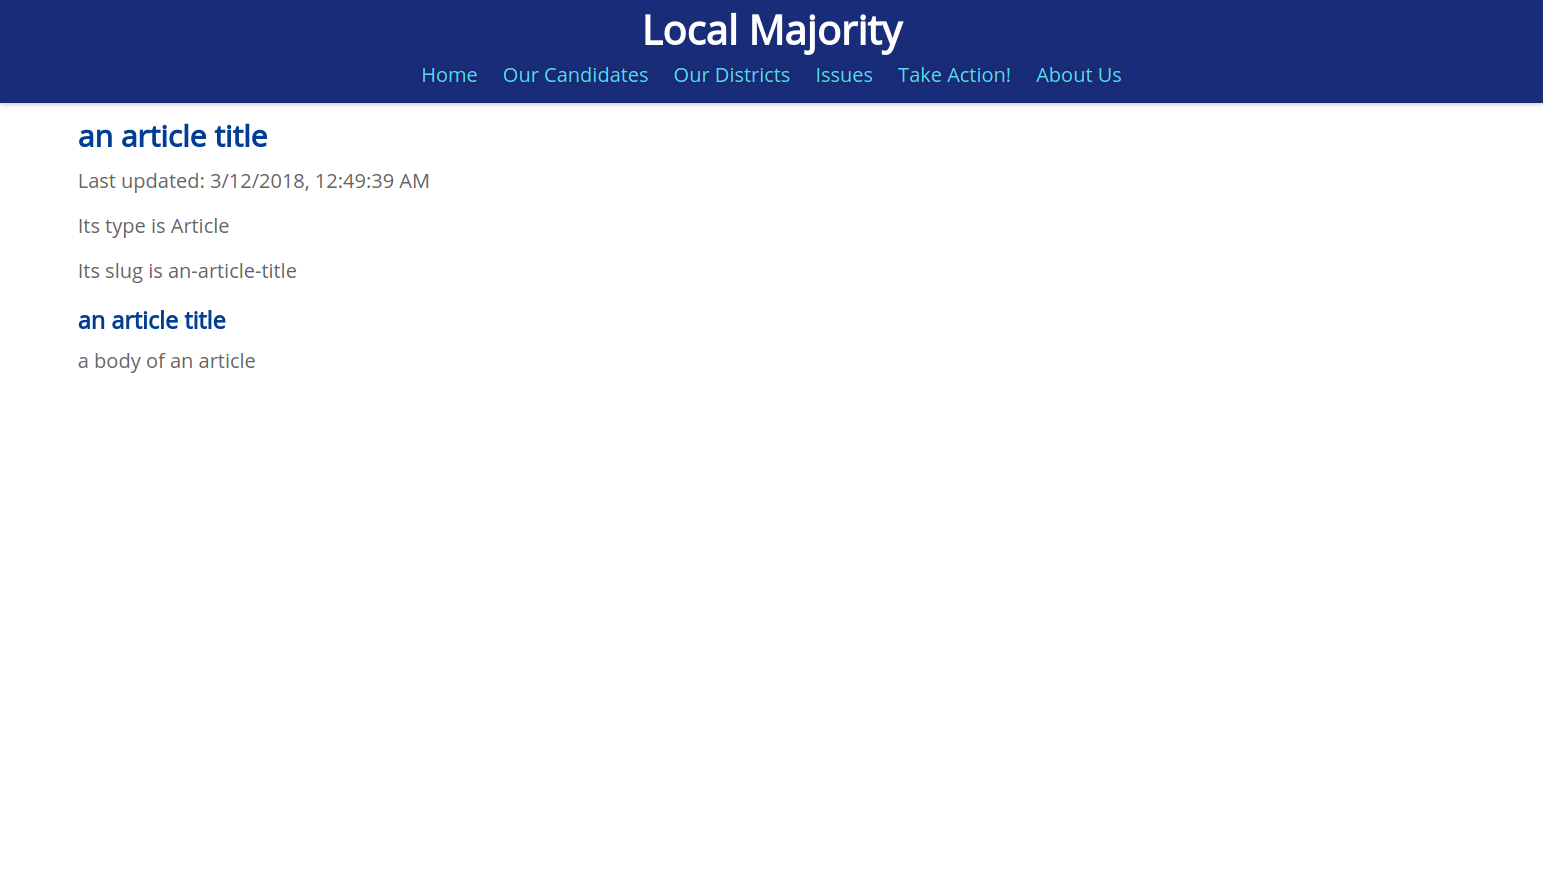 Local Majority
Home Our Candidates Our Districts Issues Take Action! About Us
an article title
Last updated: 3/12/2018, 12:49:39 AM
Its type is Article
Its slug is an-article-title
an article title
a body of an article